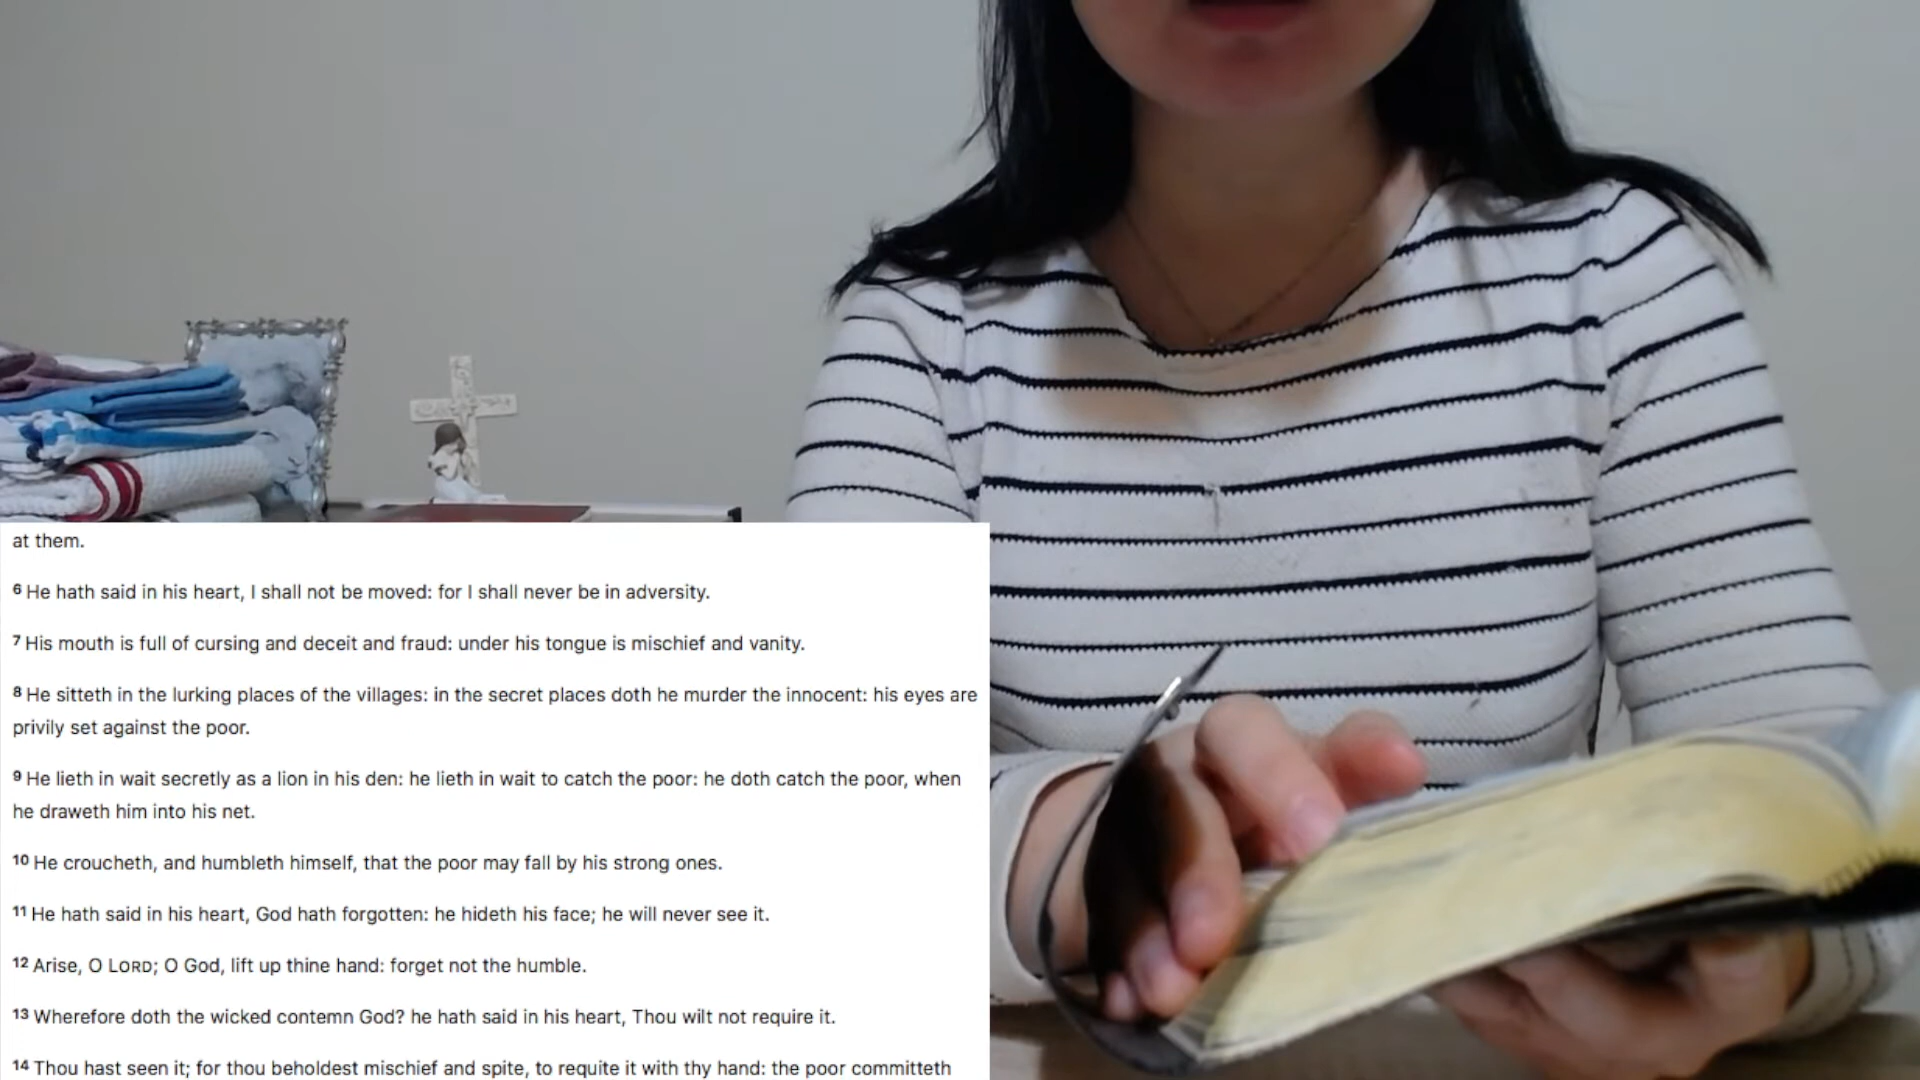 at them.
6 He hath said in his heart, I shall not be moved: for I shall never be in adversity.
7 His mouth is full of cursing and deceit and fraud: under his tongue is mischief and vanity.
8 He sitteth in the lurking places of the villages: in the secret places doth he murder the innocent: his eyes are
privily set against the poor.
9 He lieth in wait secretly as a lion in his den: he lieth in wait to catch the poor: he doth catch the poor, when
he draweth him into his net.
10 He croucheth, and humbleth himself, that the poor may fall by his strong ones.
11 He hath said in his heart, God hath forgotten: he hideth his face; he will never see it.
12 Arise, O LORD; O God, lift up thine hand: forget not the humble.
13 Wherefore doth the wicked contemn God? he hath said in his heart, Thou wilt not require it.
14 Thou hast seen it; for thou beholdest mischief and spite, to requite it with thy hand: the poor committeth